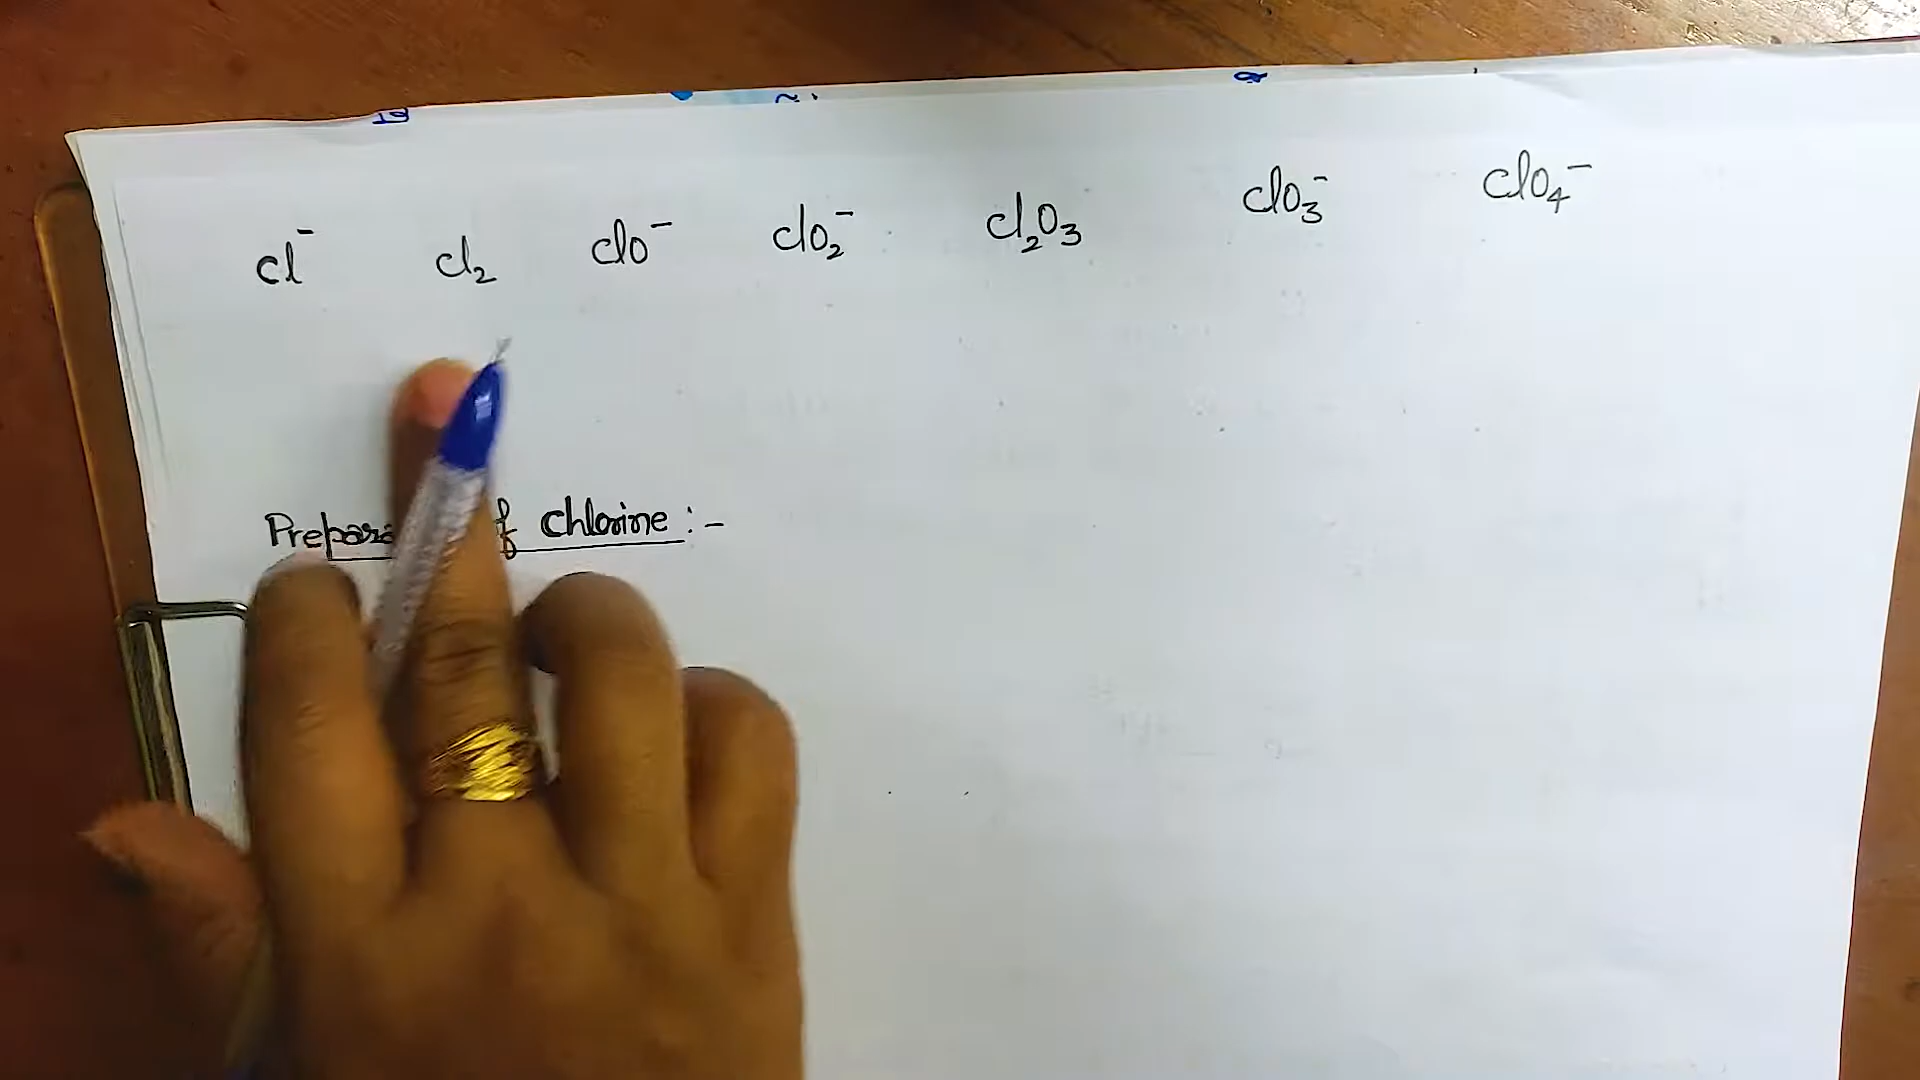 Cl⁻ Cl₂ ClO⁻ ClO₂⁻ Cl₂O₃ ClO₃⁻ ClO₄⁻
chlorine :-